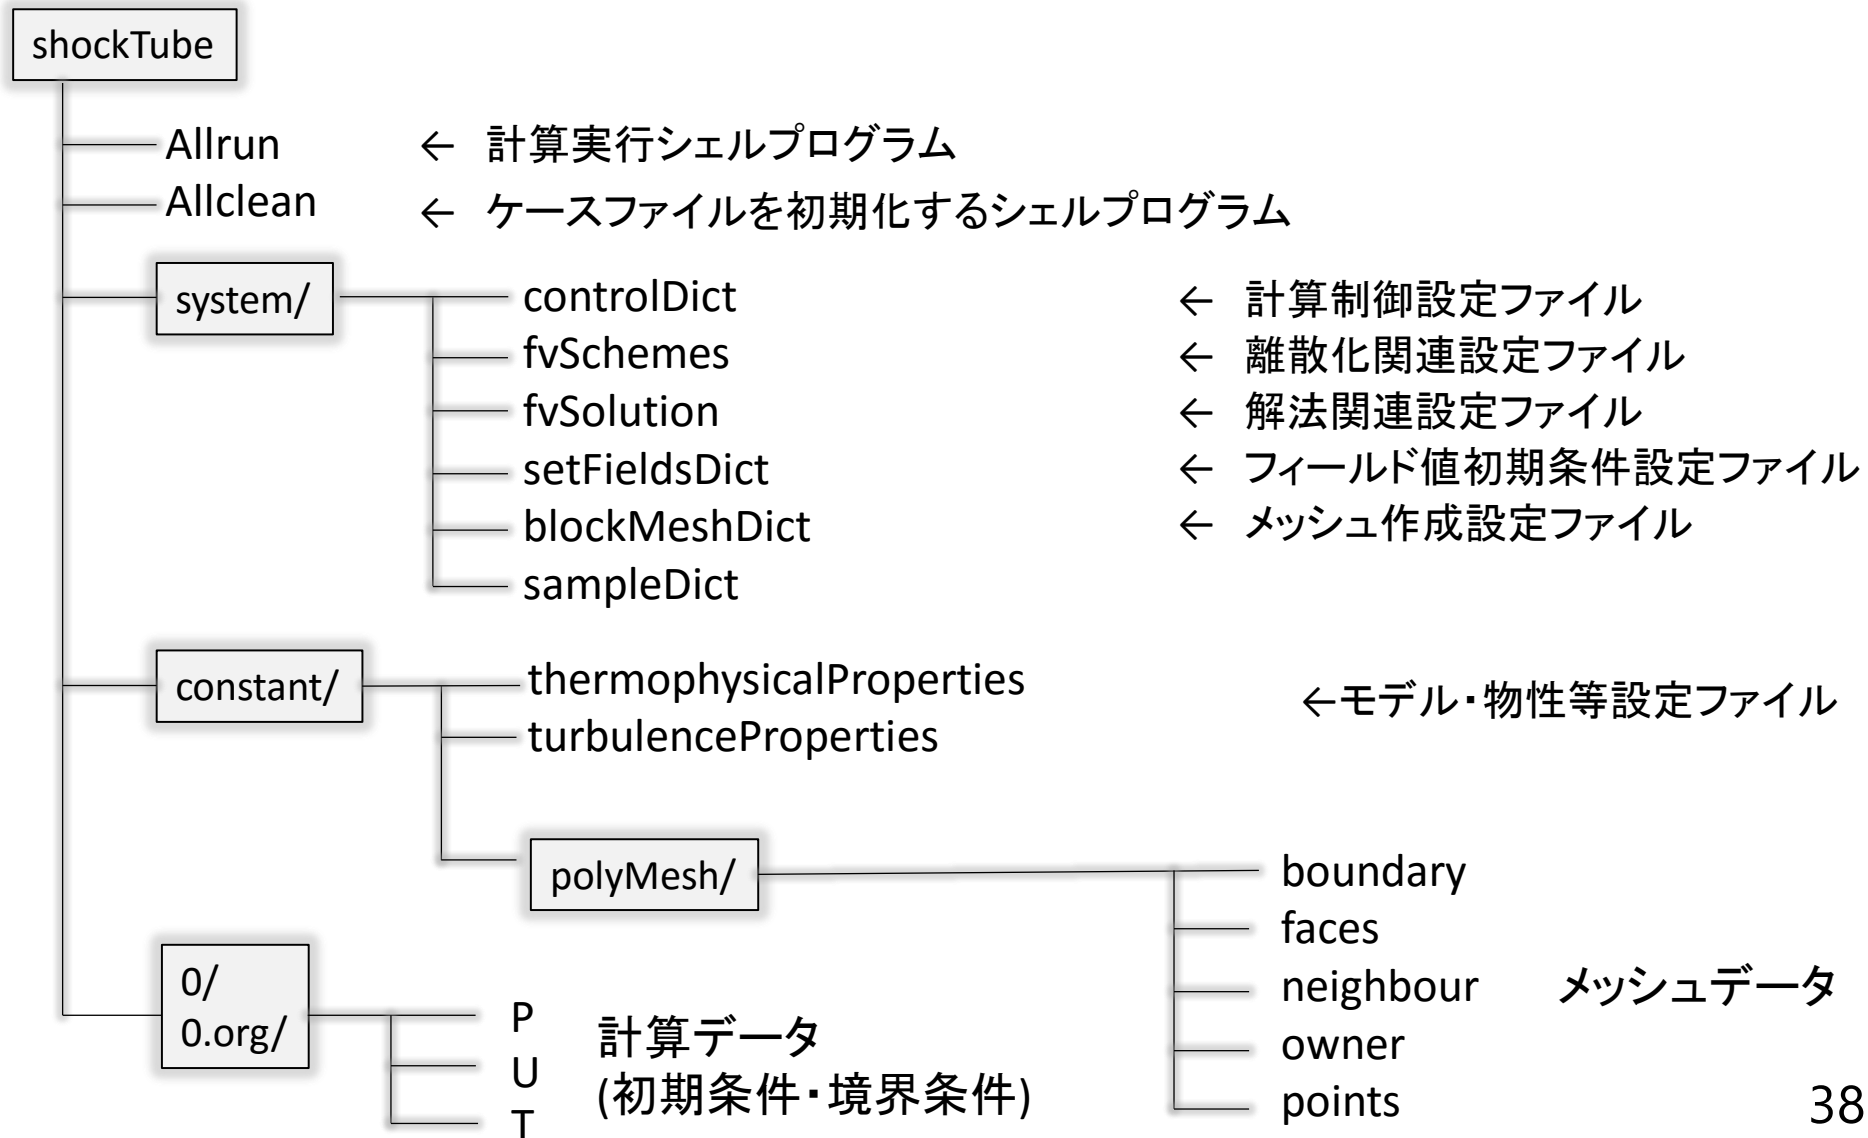 shockTube
Allrun ← 計算実行シェルプログラム
Allclean ← ケースファイルを初期化するシェルプログラム
system/
controlDict ← 計算制御設定ファイル
fvSchemes ← 離散化関連設定ファイル
fvSolution ← 解法関連設定ファイル
setFieldsDict ← フィールド値初期条件設定ファイル
blockMeshDict ← メッシュ作成設定ファイル
sampleDict
constant/
thermophysicalProperties ←モデル・物性等設定ファイル
turbulenceProperties
polyMesh/
boundary
faces
neighbour メッシュデータ
owner
points
0/
0.org/
P
U
T
計算データ
(初期条件・境界条件)
38